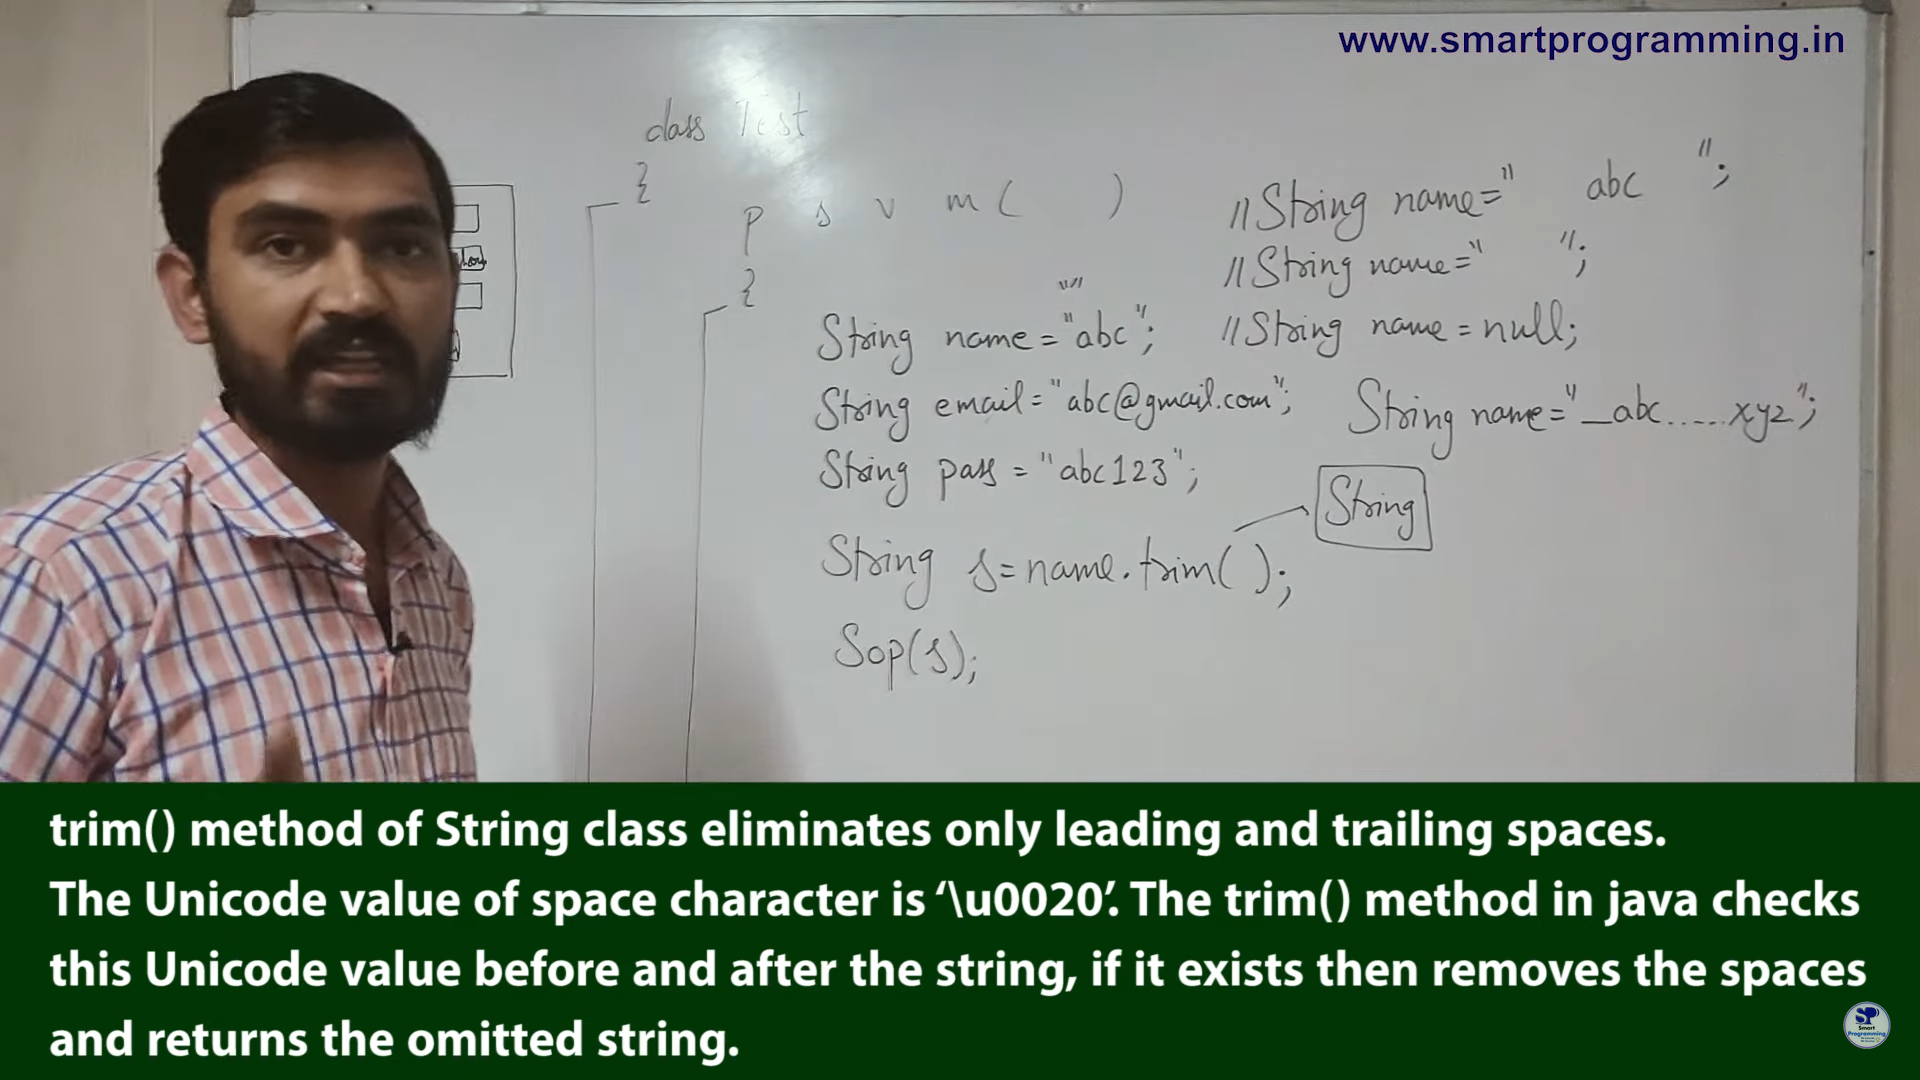 www.smartprogramming.in
class Test
{
p s v m ( )
{
//String name=" abc ";
//String name=" ";
""
String name="abc";
//String name=null;
String email="abc@gmail.com";
String name="_abc.....xyz";
String pass="abc123";
String
String s=name.trim( );
Sop(s);
trim() method of String class eliminates only leading and trailing spaces.
The Unicode value of space character is ‘\u0020’. The trim() method in java checks
this Unicode value before and after the string, if it exists then removes the spaces
and returns the omitted string.
SP
Smart
Programming